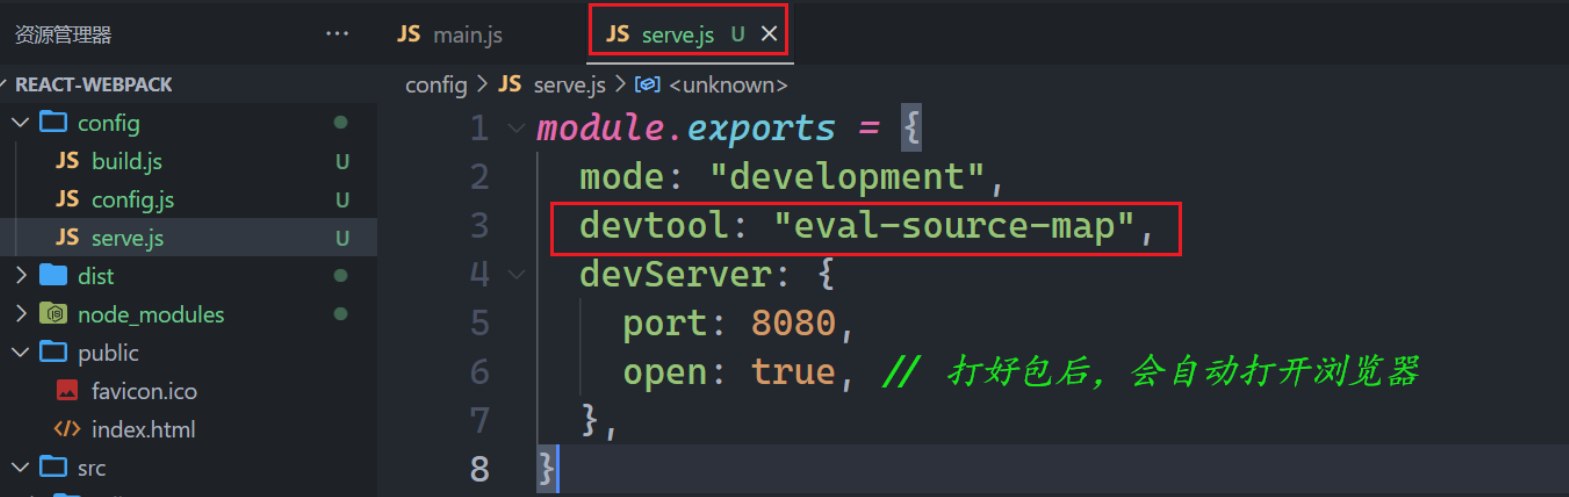 资源管理器 ···
JS main.js
JS serve.js U ×
REACT-WEBPACK
config > JS serve.js > <unknown>
config
JS build.js U
JS config.js U
JS serve.js U
dist
node_modules
public
favicon.ico
</> index.html
src
1 module.exports = {
2 mode: "development",
3 devtool: "eval-source-map",
4 devServer: {
5 port: 8080,
6 open: true, // 打好包后，会自动打开浏览器
7 },
8 }